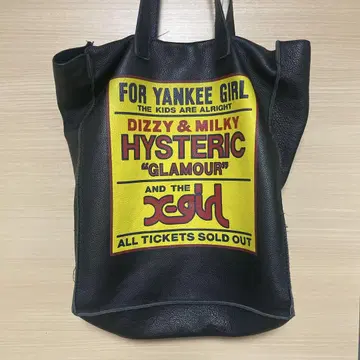 FOR YANKEE GIRL
THE KIDS ARE ALRIGHT
DIZZY & MILKY
HYSTERIC
"GLAMOUR"
AND THE
X-girl
ALL TICKETS SOLD OUT